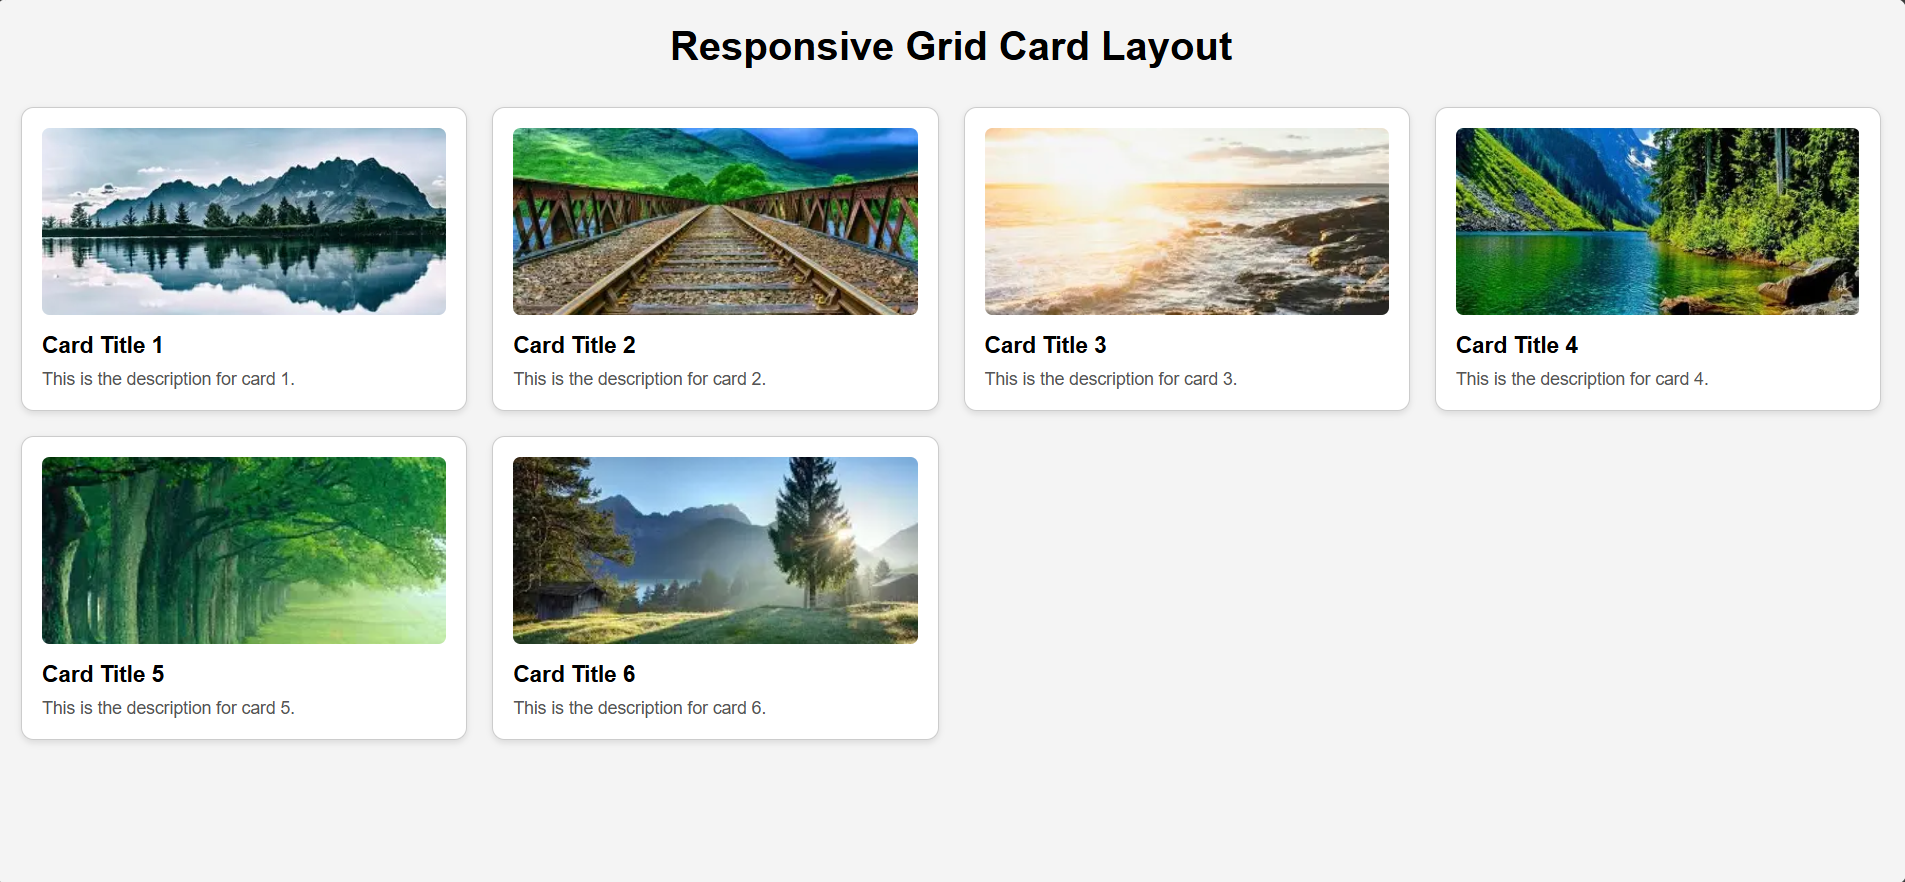 Responsive Grid Card Layout
Card Title 1
This is the description for card 1.
Card Title 2
This is the description for card 2.
Card Title 3
This is the description for card 3.
Card Title 4
This is the description for card 4.
Card Title 5
This is the description for card 5.
Card Title 6
This is the description for card 6.